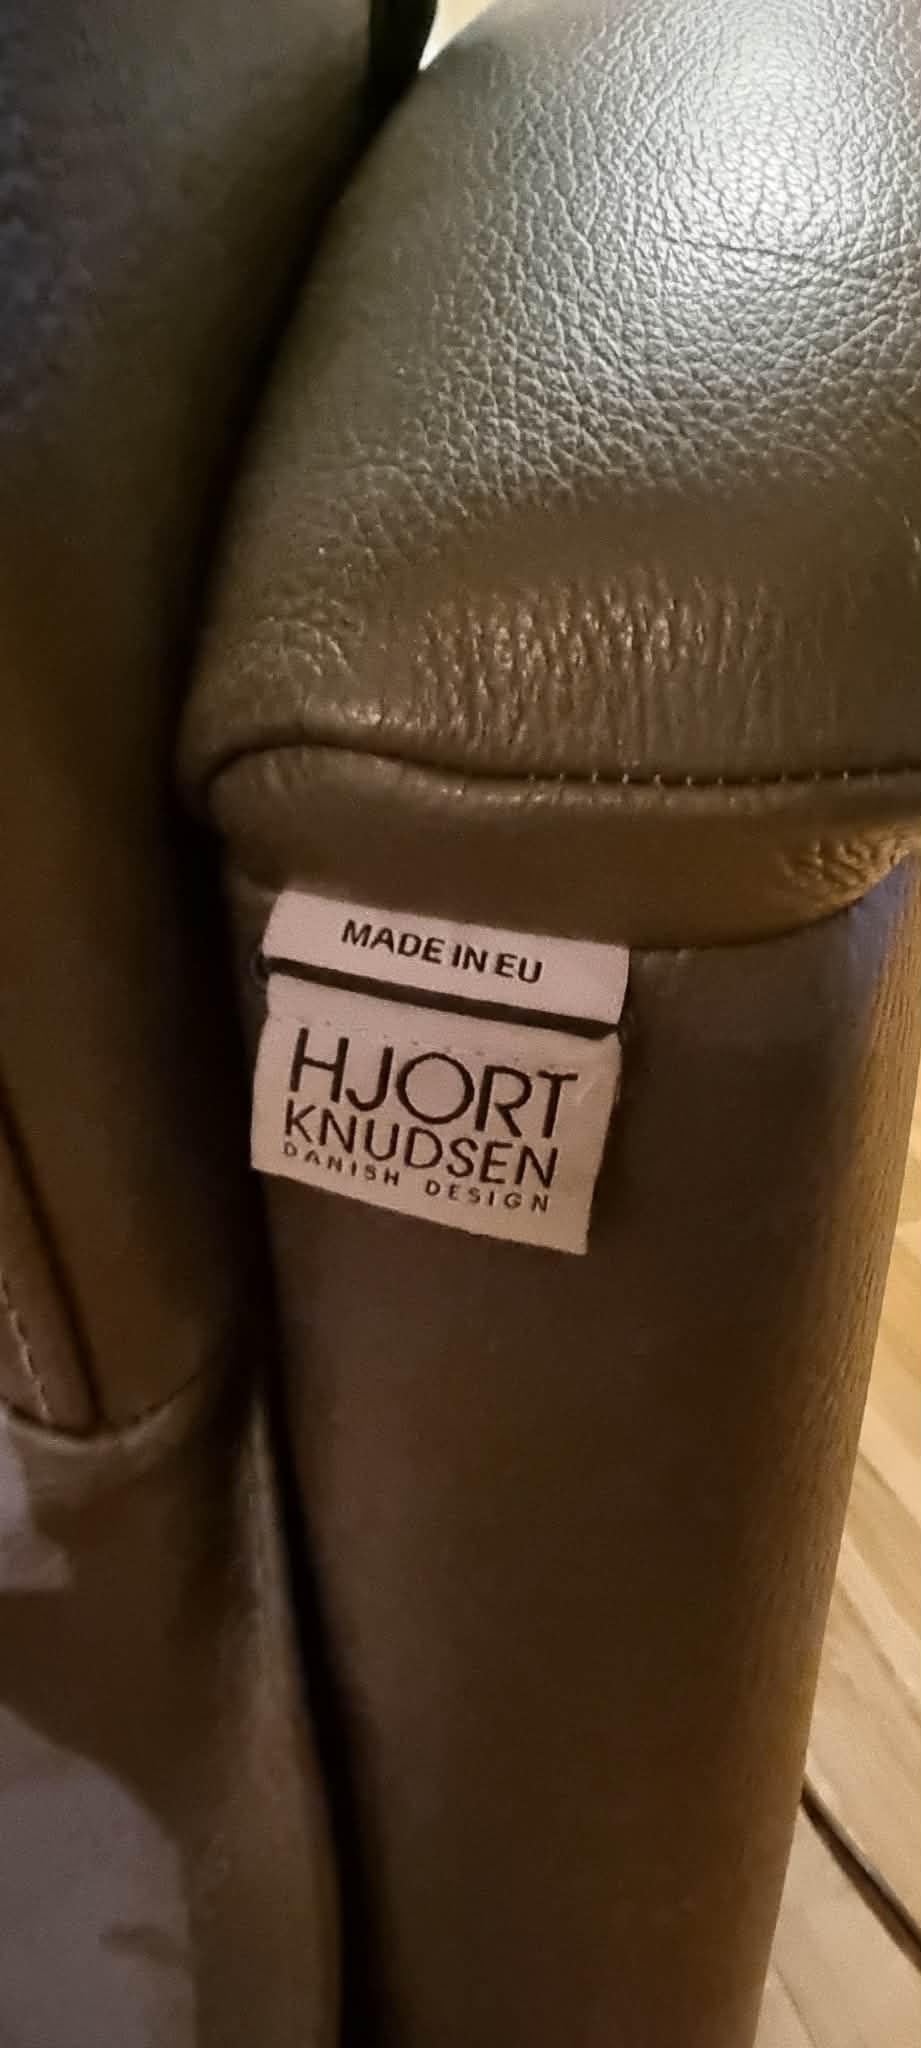 MADE IN EU
HJORT
KNUDSEN
DANISH DESIGN